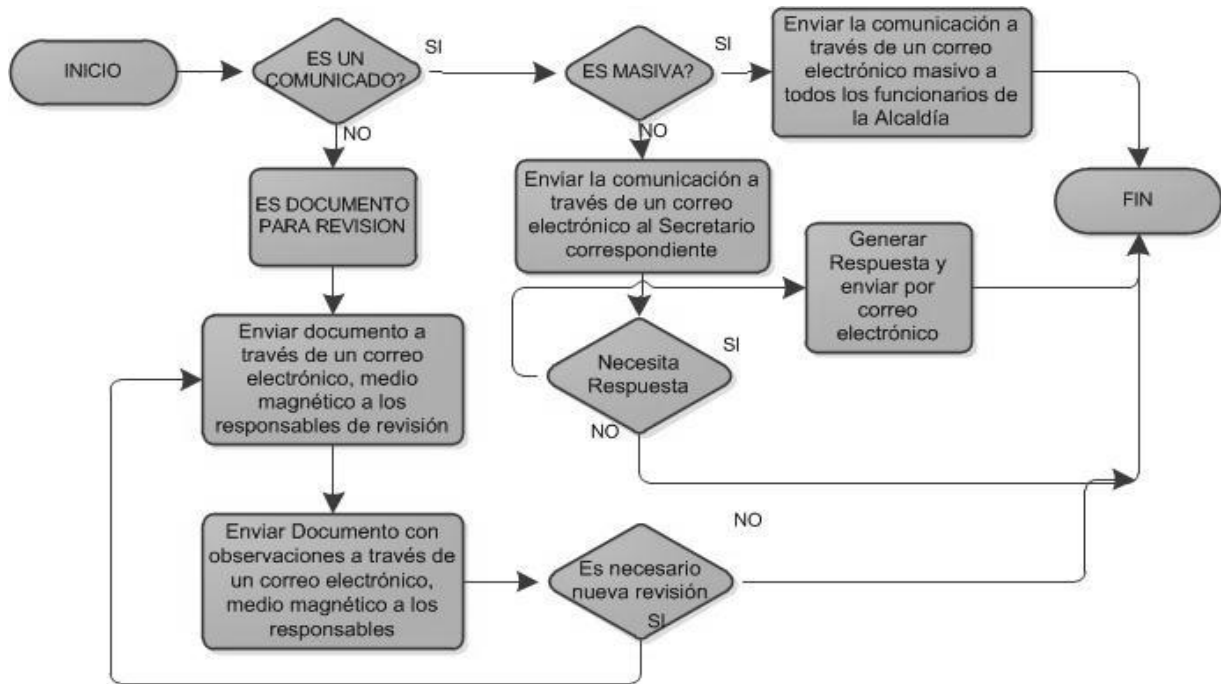 INICIO
ES UN
COMUNICADO?
SI
ES MASIVA?
SI
Enviar la comunicación a
través de un correo
electrónico masivo a
todos los funcionarios de
la Alcaldía
NO
NO
ES DOCUMENTO
PARA REVISION
Enviar la comunicación a
través de un correo
electrónico al Secretario
correspondiente
FIN
Generar
Respuesta y
enviar por
correo
electrónico
Enviar documento a
través de un correo
electrónico, medio
magnético a los
responsables de revisión
Necesita
Respuesta
SI
NO
Enviar Documento con
observaciones a través de
un correo electrónico,
medio magnético a los
responsables
Es necesario
nueva revisión
NO
SI